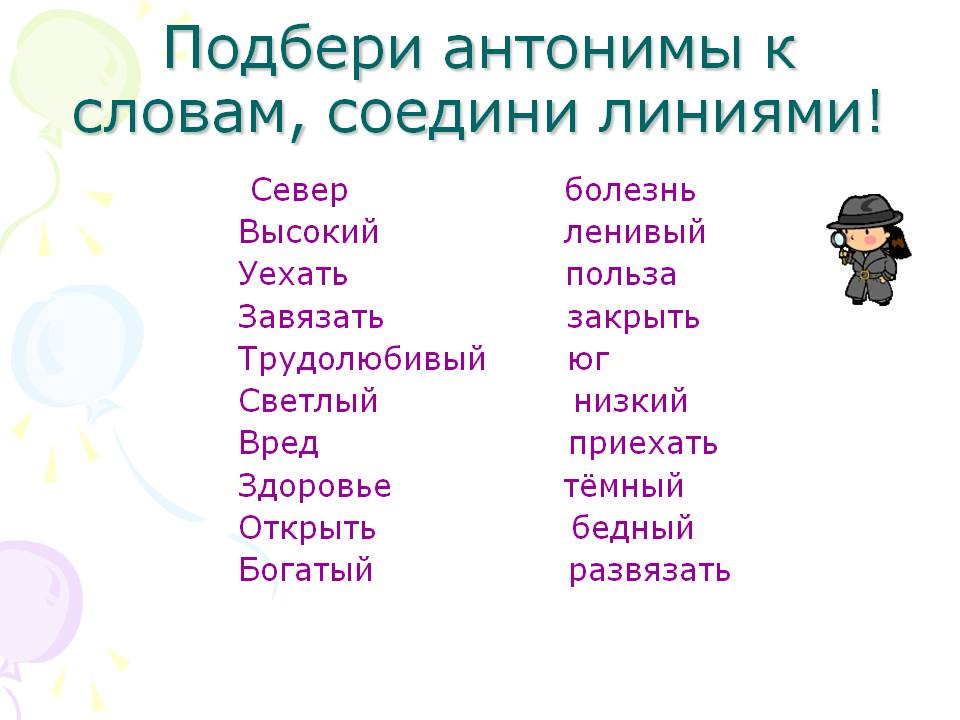 Подбери антонимы к
словам, соедини линиями!
Север болезнь
Высокий ленивый
Уехать польза
Завязать закрыть
Трудолюбивый юг
Светлый низкий
Вред приехать
Здоровье тёмный
Открыть бедный
Богатый развязать